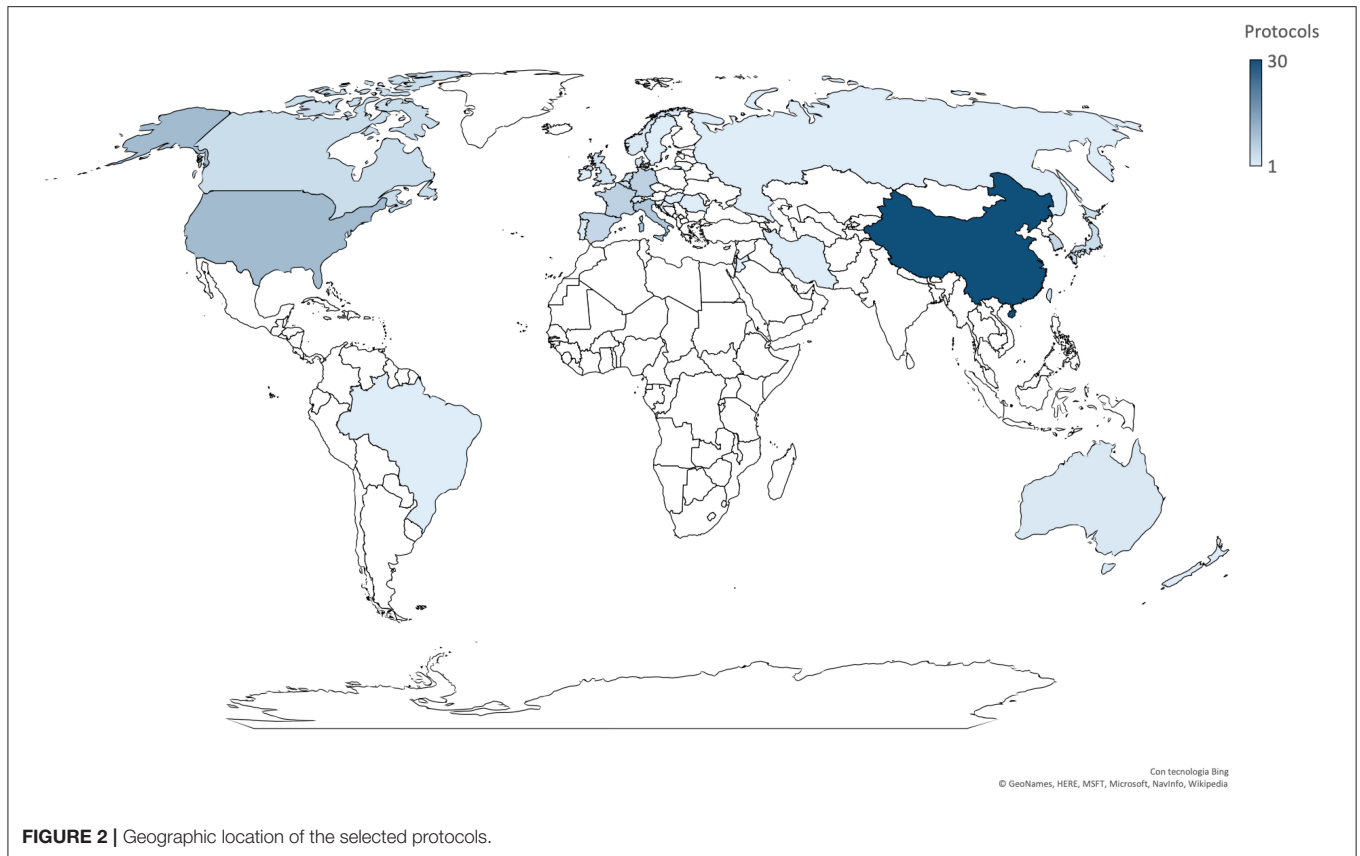 Protocols
30
1
Con tecnologia Bing
© GeoNames, HERE, MSFT, Microsoft, NavInfo, Wikipedia
FIGURE 2 | Geographic location of the selected protocols.